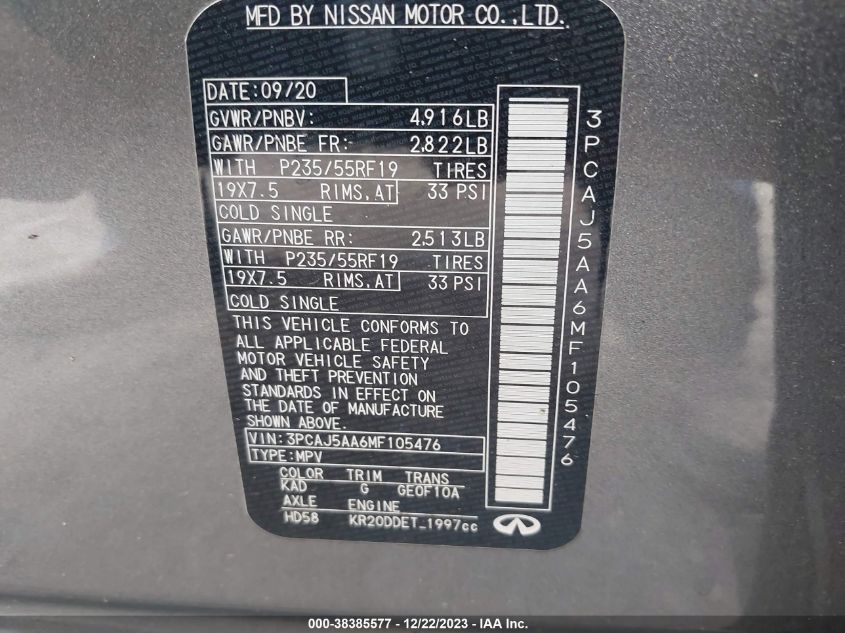 MFD BY NISSAN MOTOR CO.,LTD.
DATE:09/20
GVWR/PNBV: 4,916LB
GAWR/PNBE FR: 2,822LB
WITH P235/55RF19 TIRES
19X7.5 RIMS,AT 33 PSI
COLD SINGLE
GAWR/PNBE RR: 2,513LB
WITH P235/55RF19 TIRES
19X7.5 RIMS,AT 33 PSI
COLD SINGLE
THIS VEHICLE CONFORMS TO
ALL APPLICABLE FEDERAL
MOTOR VEHICLE SAFETY
AND THEFT PREVENTION
STANDARDS IN EFFECT ON
THE DATE OF MANUFACTURE
SHOWN ABOVE.
VIN:3PCAJ5AA6MF105476
TYPE:MPV
COLOR TRIM TRANS
KAD G GE0F10A
AXLE ENGINE
HD58 KR20DDET_1997cc
3PCAJ5AA6MF105476
000-38385577 - 12/22/2023 - IAA Inc.